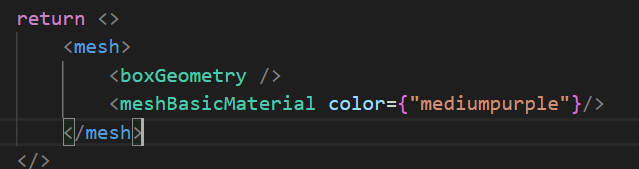 return <>
<mesh>
<boxGeometry />
<meshBasicMaterial color={"mediumpurple"}/>
</mesh>
</>